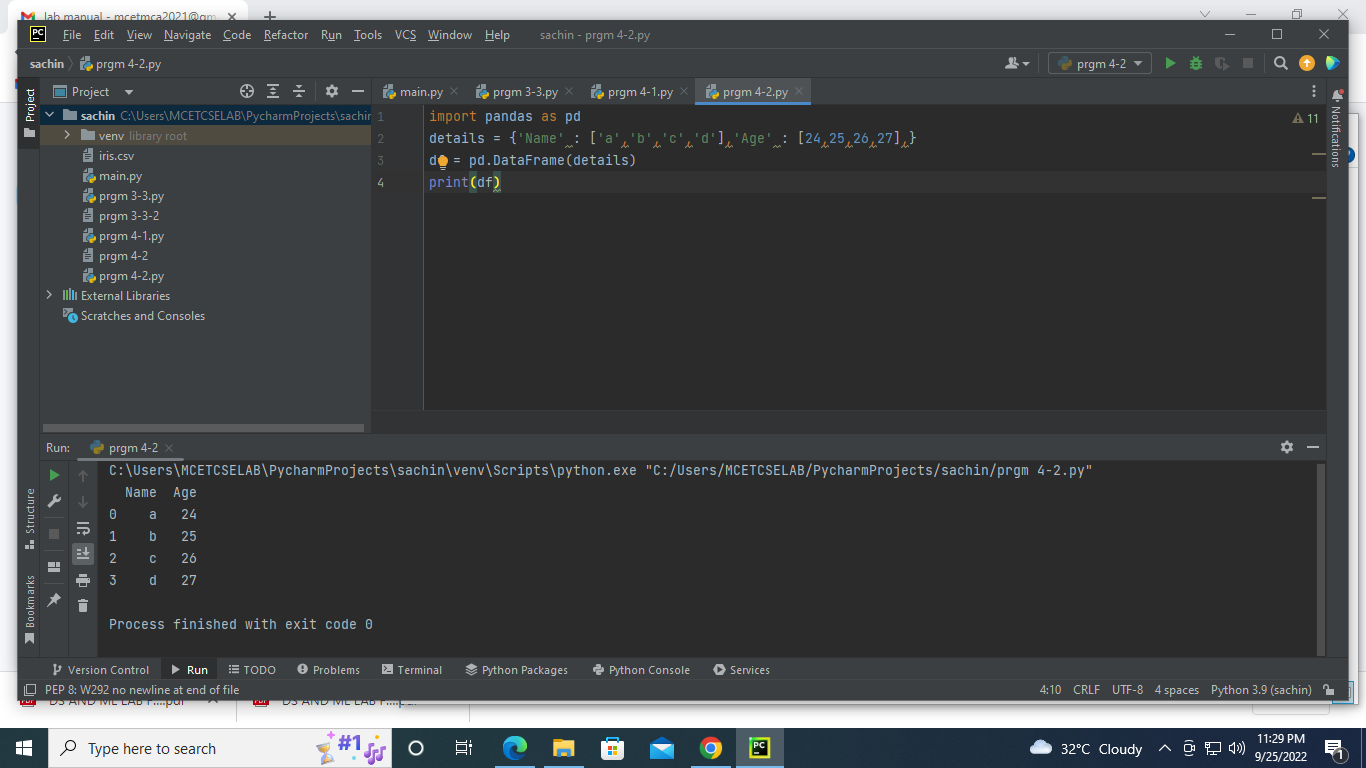 lab manual - mcetmca2021@gm
File Edit View Navigate Code Refactor Run Tools VCS Window Help sachin - prgm 4-2.py
sachin prgm 4-2.py prgm 4-2
Project main.py prgm 3-3.py prgm 4-1.py prgm 4-2.py
Project
sachin C:\Users\MCETCSELAB\PycharmProjects\sachin
venv library root
iris.csv
main.py
prgm 3-3.py
prgm 3-3-2
prgm 4-1.py
prgm 4-2
prgm 4-2.py
External Libraries
Scratches and Consoles
1 import pandas as pd
2 details = {'Name' : ['a','b','c','d'],'Age' : [24,25,26,27],}
3 d = pd.DataFrame(details)
4 print(df)
11
Notifications
Run: prgm 4-2
C:\Users\MCETCSELAB\PycharmProjects\sachin\venv\Scripts\python.exe "C:/Users/MCETCSELAB/PycharmProjects/sachin/prgm 4-2.py"
Name Age
0 a 24
1 b 25
2 c 26
3 d 27
Process finished with exit code 0
Structure
Bookmarks
Version Control Run TODO Problems Terminal Python Packages Python Console Services
PEP 8: W292 no newline at end of file 4:10 CRLF UTF-8 4 spaces Python 3.9 (sachin)
DS AND ML LAB P....pdf DS AND ML LAB P....pdf
Type here to search #1 32°C Cloudy 11:29 PM
9/25/2022 1